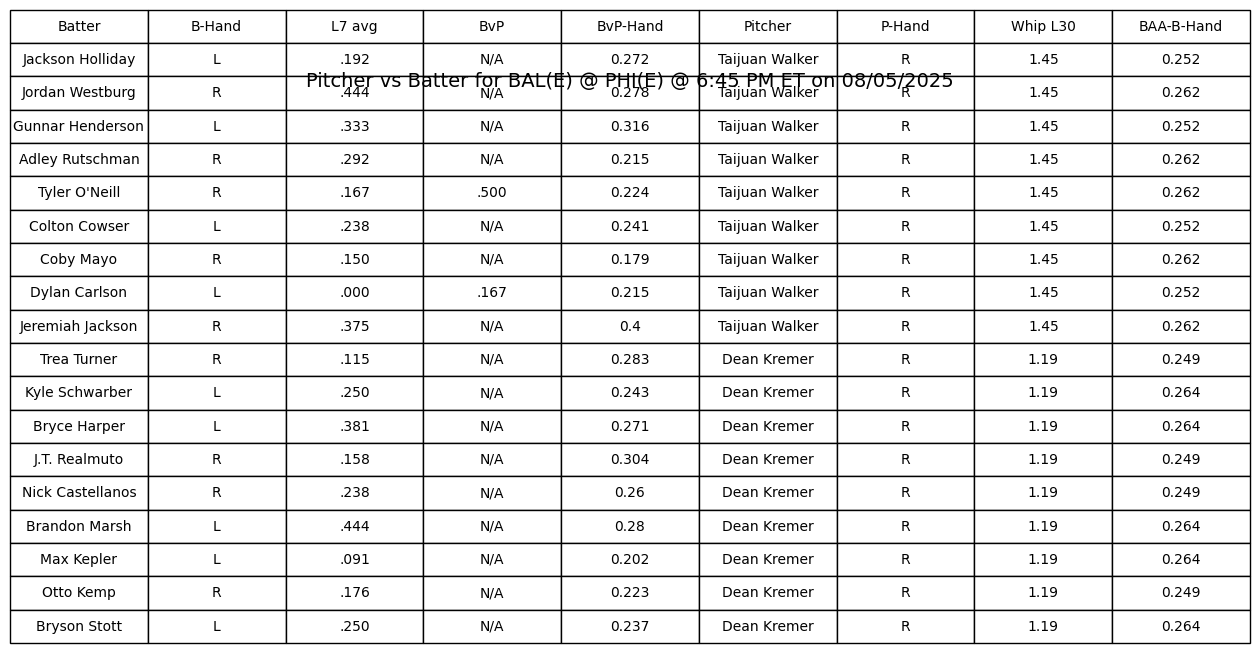 Batter B-Hand L7 avg BvP BvP-Hand Pitcher P-Hand Whip L30 BAA-B-Hand
Jackson Holliday L .192 N/A 0.272 Taijuan Walker R 1.45 0.252
Pitcher vs Batter for BAL(E) @ PHI(E) @ 6:45 PM ET on 08/05/2025
Jordan Westburg R .444 N/A 0.278 Taijuan Walker R 1.45 0.262
Gunnar Henderson L .333 N/A 0.316 Taijuan Walker R 1.45 0.252
Adley Rutschman R .292 N/A 0.215 Taijuan Walker R 1.45 0.262
Tyler O'Neill R .167 .500 0.224 Taijuan Walker R 1.45 0.262
Colton Cowser L .238 N/A 0.241 Taijuan Walker R 1.45 0.252
Coby Mayo R .150 N/A 0.179 Taijuan Walker R 1.45 0.262
Dylan Carlson L .000 .167 0.215 Taijuan Walker R 1.45 0.252
Jeremiah Jackson R .375 N/A 0.4 Taijuan Walker R 1.45 0.262
Trea Turner R .115 N/A 0.283 Dean Kremer R 1.19 0.249
Kyle Schwarber L .250 N/A 0.243 Dean Kremer R 1.19 0.264
Bryce Harper L .381 N/A 0.271 Dean Kremer R 1.19 0.264
J.T. Realmuto R .158 N/A 0.304 Dean Kremer R 1.19 0.249
Nick Castellanos R .238 N/A 0.26 Dean Kremer R 1.19 0.249
Brandon Marsh L .444 N/A 0.28 Dean Kremer R 1.19 0.264
Max Kepler L .091 N/A 0.202 Dean Kremer R 1.19 0.264
Otto Kemp R .176 N/A 0.223 Dean Kremer R 1.19 0.249
Bryson Stott L .250 N/A 0.237 Dean Kremer R 1.19 0.264